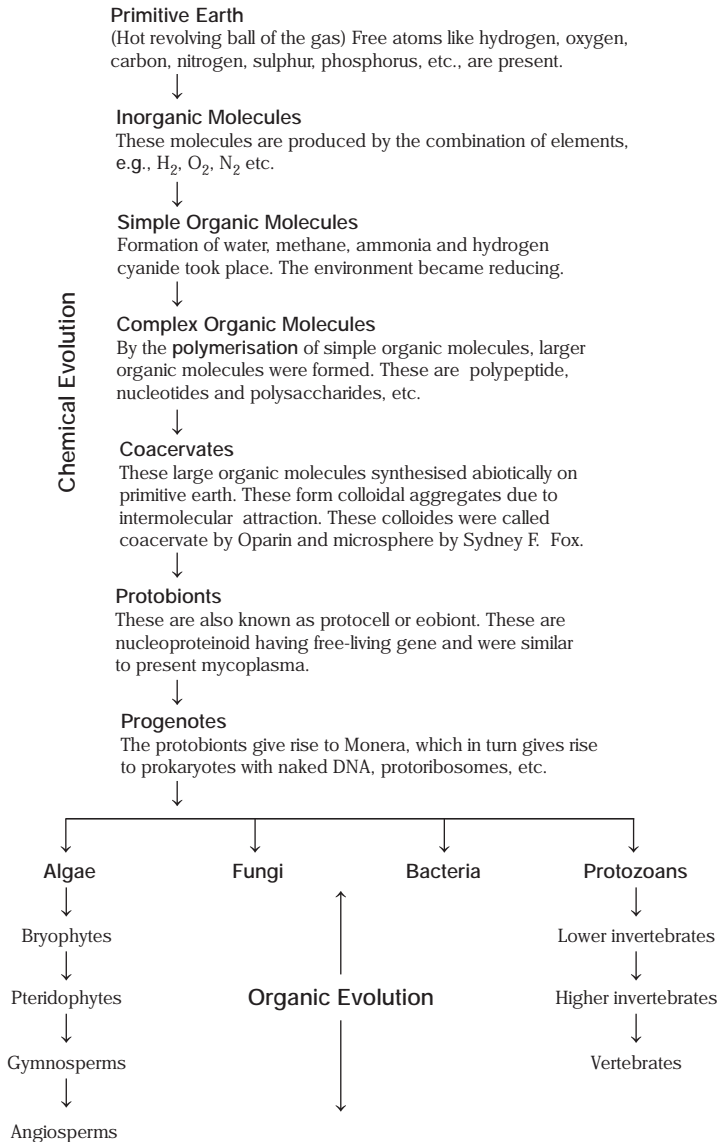 Primitive Earth
(Hot revolving ball of the gas) Free atoms like hydrogen, oxygen,
carbon, nitrogen, sulphur, phosphorus, etc., are present.
Inorganic Molecules
These molecules are produced by the combination of elements,
e.g., H₂, O₂, N₂ etc.
Simple Organic Molecules
Formation of water, methane, ammonia and hydrogen
cyanide took place. The environment became reducing.
Complex Organic Molecules
By the polymerisation of simple organic molecules, larger
organic molecules were formed. These are polypeptide,
nucleotides and polysaccharides, etc.
Chemical Evolution
Coacervates
These large organic molecules synthesised abiotically on
primitive earth. These form colloidal aggregates due to
intermolecular attraction. These colloides were called
coacervate by Oparin and microsphere by Sydney F. Fox.
Protobionts
These are also known as protocell or eobiont. These are
nucleoproteinoid having free-living gene and were similar
to present mycoplasma.
Progenotes
The protobionts give rise to Monera, which in turn gives rise
to prokaryotes with naked DNA, protoribosomes, etc.
Algae Fungi Bacteria Protozoans
Bryophytes Lower invertebrates
Pteridophytes Organic Evolution Higher invertebrates
Gymnosperms Vertebrates
Angiosperms